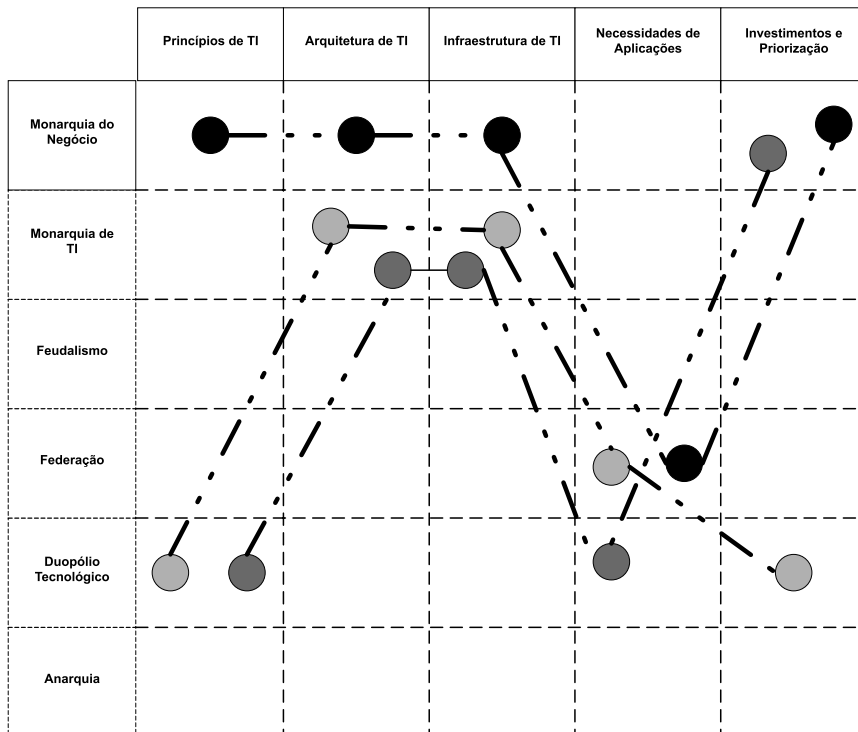 Princípios de TI
Arquitetura de TI
Infraestrutura de TI
Necessidades de
Aplicações
Investimentos e
Priorização
Monarquia do
Negócio
Monarquia de
TI
Feudalismo
Federação
Duopólio
Tecnológico
Anarquia